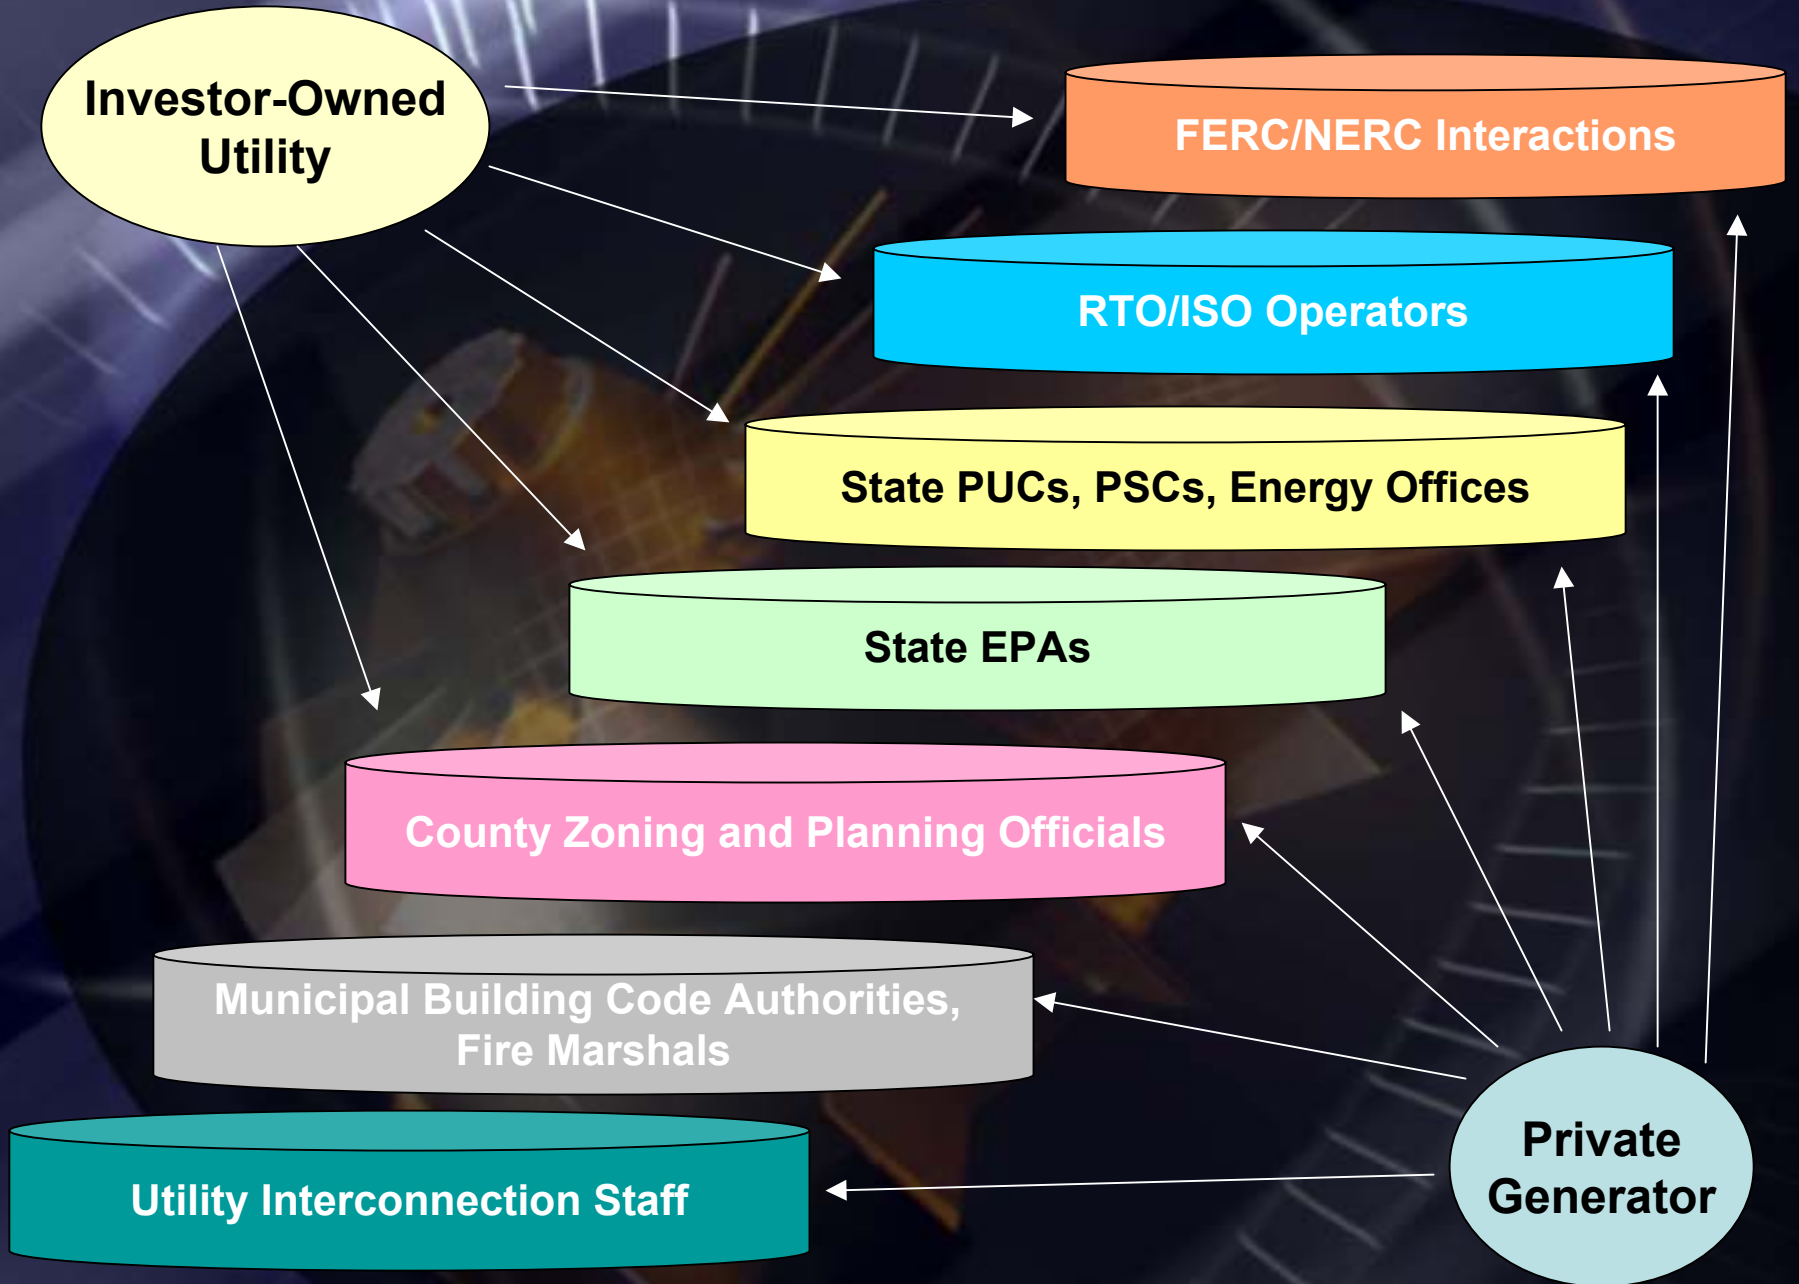 Investor-Owned
Utility
FERC/NERC Interactions
RTO/ISO Operators
State PUCs, PSCs, Energy Offices
State EPAs
County Zoning and Planning Officials
Municipal Building Code Authorities,
Fire Marshals
Utility Interconnection Staff
Private
Generator